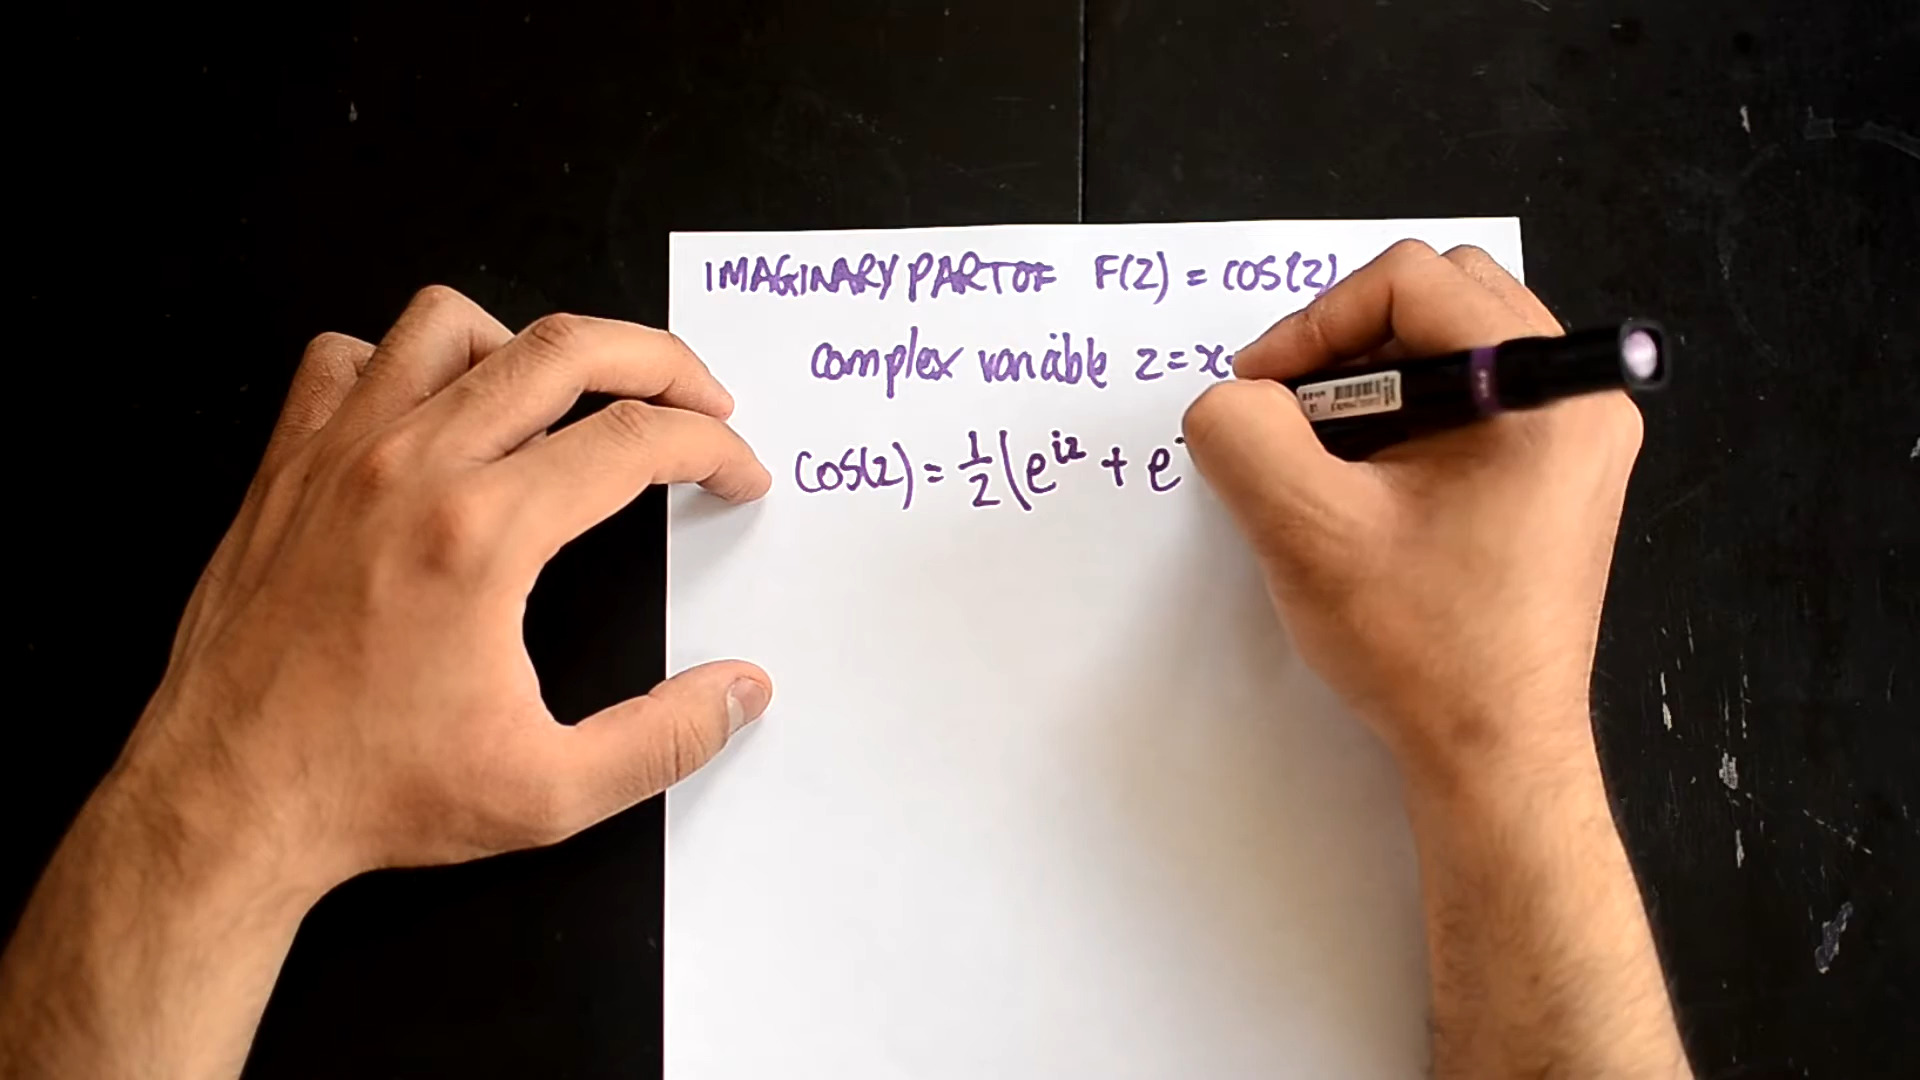 IMAGINARY PART OF F(Z) = COS(Z)
complex variable z = x
cos(z) = 1/2 (e^iz + e^-